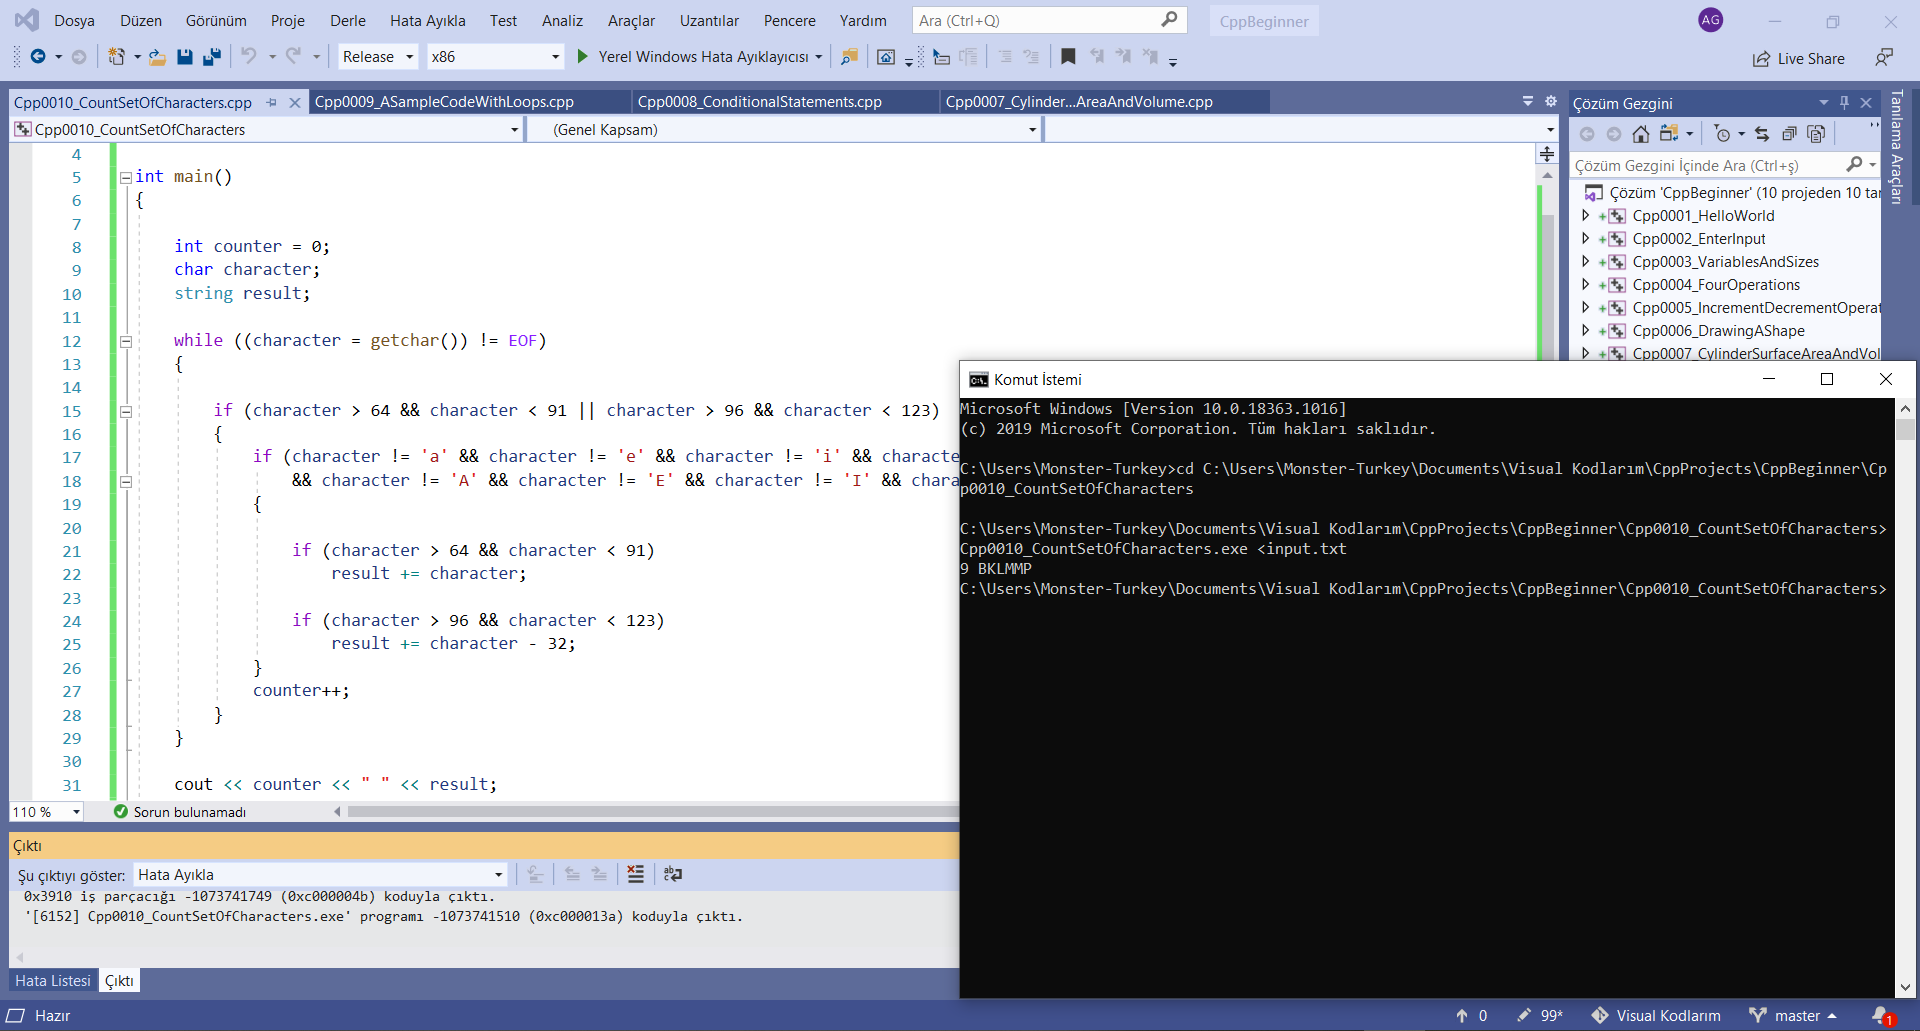 Dosya Düzen Görünüm Proje Derle Hata Ayıkla Test Analiz Araçlar Uzantılar Pencere Yardım Ara (Ctrl+Q) CppBeginner AG
Release x86 Yerel Windows Hata Ayıklayıcısı Live Share
Cpp0010_CountSetOfCharacters.cpp Cpp0009_ASampleCodeWithLoops.cpp Cpp0008_ConditionalStatements.cpp Cpp0007_Cylinder...AreaAndVolume.cpp
Cpp0010_CountSetOfCharacters (Genel Kapsam)
4
5 int main()
6 {
7
8 int counter = 0;
9 char character;
10 string result;
11
12 while ((character = getchar()) != EOF)
13 {
14
15 if (character > 64 && character < 91 || character > 96 && character < 123)
16 {
17 if (character != 'a' && character != 'e' && character != 'i' && characte
18 && character != 'A' && character != 'E' && character != 'I' && chara
19 {
20
21 if (character > 64 && character < 91)
22 result += character;
23
24 if (character > 96 && character < 123)
25 result += character - 32;
26 }
27 counter++;
28 }
29 }
30
31 cout << counter << " " << result;
110 % Sorun bulunamadı
Çıktı
Şu çıktıyı göster: Hata Ayıkla
0x3910 iş parçacığı -1073741749 (0xc000004b) koduyla çıktı.
'[6152] Cpp0010_CountSetOfCharacters.exe' programı -1073741510 (0xc000013a) koduyla çıktı.
Hata Listesi Çıktı
Çözüm Gezgini
Çözüm Gezgini İçinde Ara (Ctrl+ş)
Çözüm 'CppBeginner' (10 projeden 10 tar
Cpp0001_HelloWorld
Cpp0002_EnterInput
Cpp0003_VariablesAndSizes
Cpp0004_FourOperations
Cpp0005_IncrementDecrementOperat
Cpp0006_DrawingAShape
Cpp0007_CylinderSurfaceAreaAndVol
Tanılama Araçları
Komut İstemi
Microsoft Windows [Version 10.0.18363.1016]
(c) 2019 Microsoft Corporation. Tüm hakları saklıdır.
C:\Users\Monster-Turkey>cd C:\Users\Monster-Turkey\Documents\Visual Kodlarım\CppProjects\CppBeginner\Cp
p0010_CountSetOfCharacters
C:\Users\Monster-Turkey\Documents\Visual Kodlarım\CppProjects\CppBeginner\Cpp0010_CountSetOfCharacters>
Cpp0010_CountSetOfCharacters.exe <input.txt
9 BKLMMP
C:\Users\Monster-Turkey\Documents\Visual Kodlarım\CppProjects\CppBeginner\Cpp0010_CountSetOfCharacters>
Hazır 0 99* Visual Kodlarım master 1